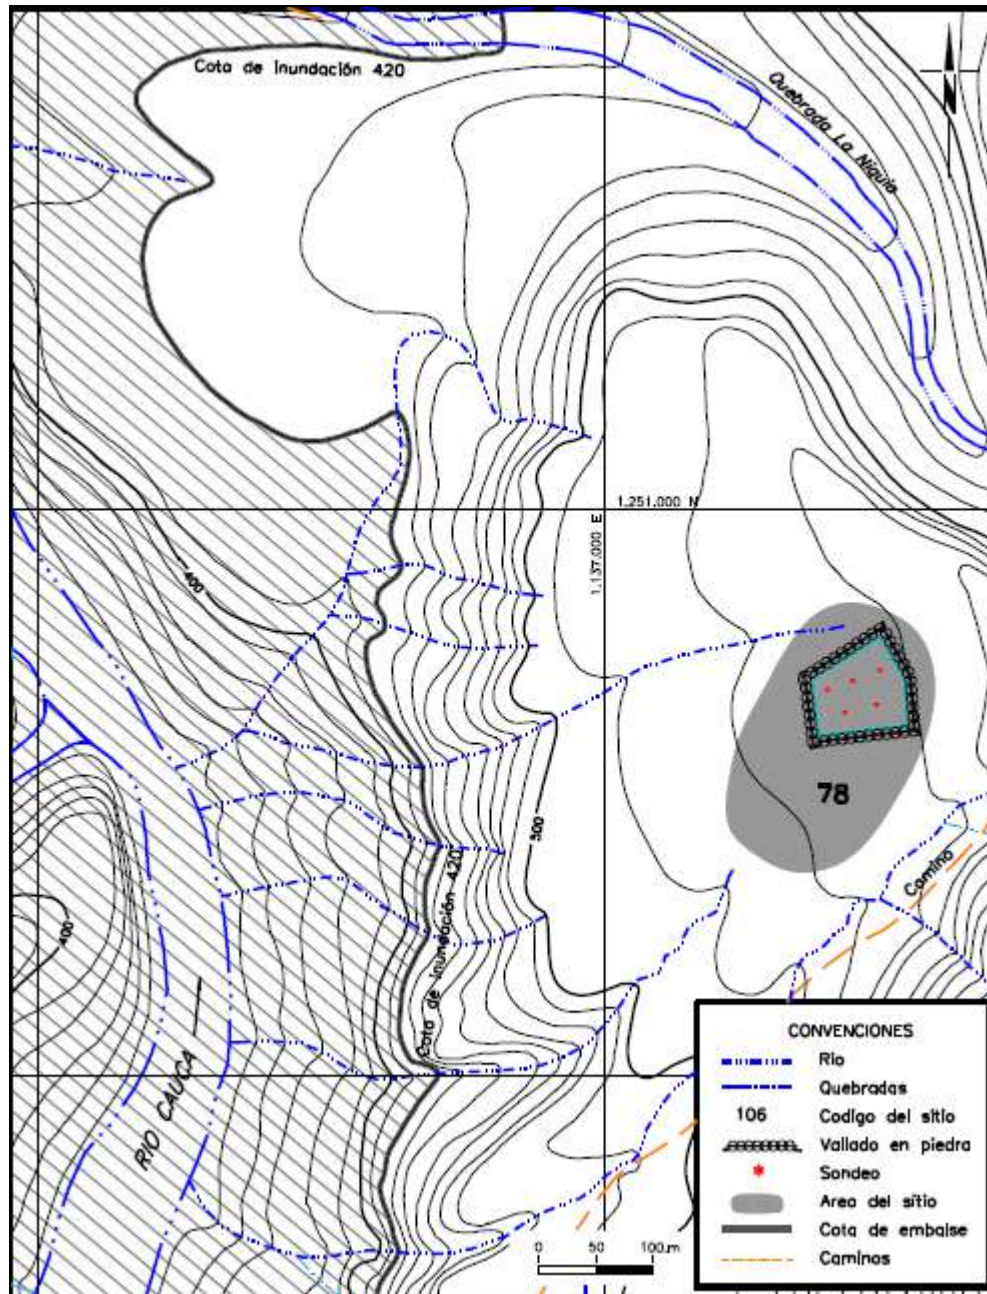 Cota de inundación 420
Quebrada La Niquia
N
1.251.000 N
1.137.000 E
400
500
78
Camino
Cota de inundación 420
400
RIO CAUCA
CONVENCIONES
Rio
Quebradas
106 Codigo del sitio
Vallado en piedra
Sondeo
Area del sitio
Cota de embalse
Caminos
0 50 100.m